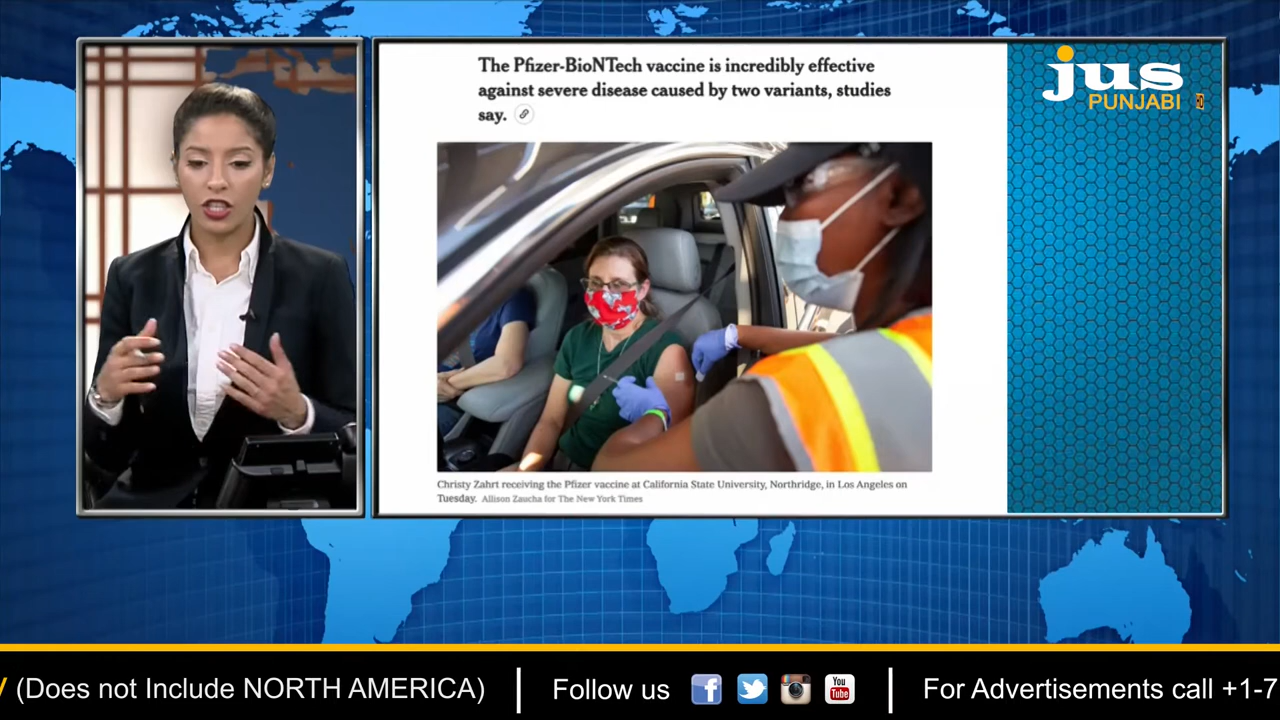 The Pfizer-BioNTech vaccine is incredibly effective
against severe disease caused by two variants, studies
say.
jus
PUNJABI
Christy Zahrt receiving the Pfizer vaccine at California State University, Northridge, in Los Angeles on
Tuesday. Allison Zaucha for The New York Times
(Does not Include NORTH AMERICA) | Follow us You Tube | For Advertisements call +1-7